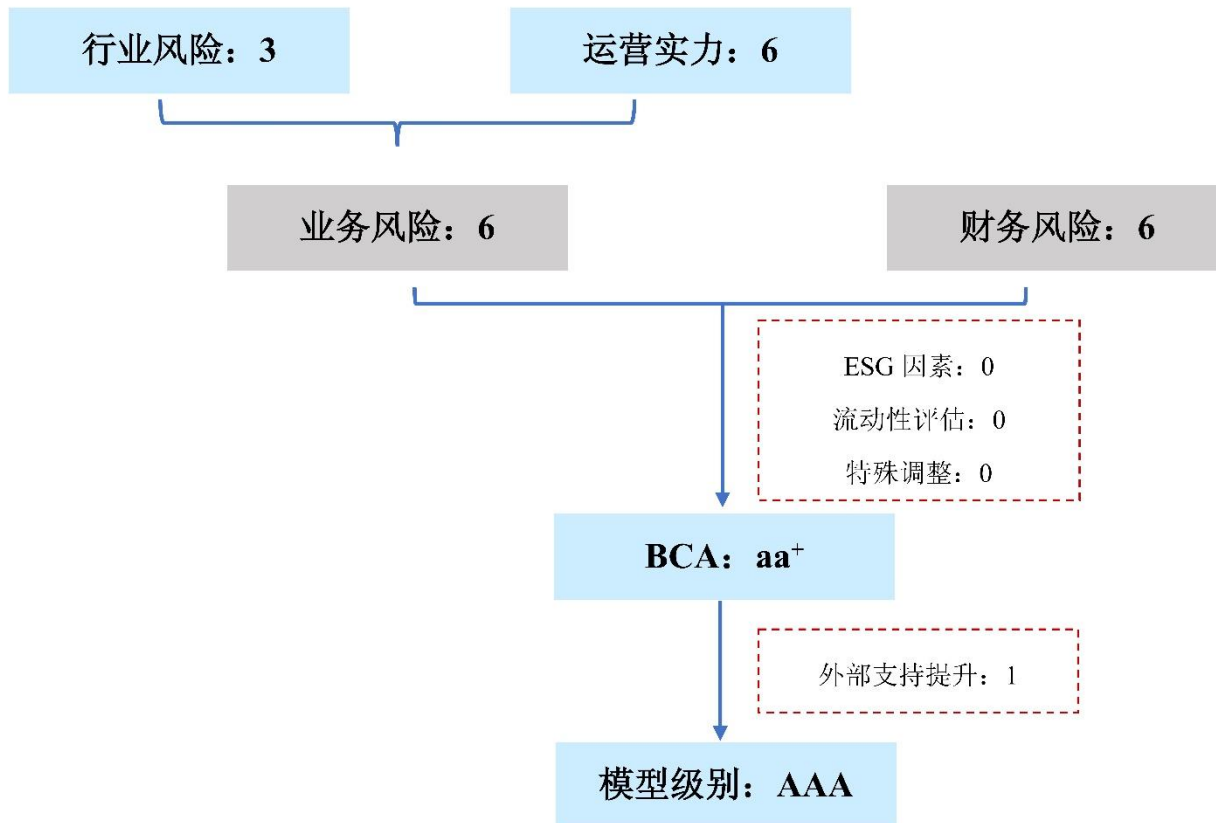 行业风险：3
运营实力：6
业务风险：6
财务风险：6
ESG 因素：0
流动性评估：0
特殊调整：0
BCA：aa⁺
外部支持提升：1
模型级别：AAA